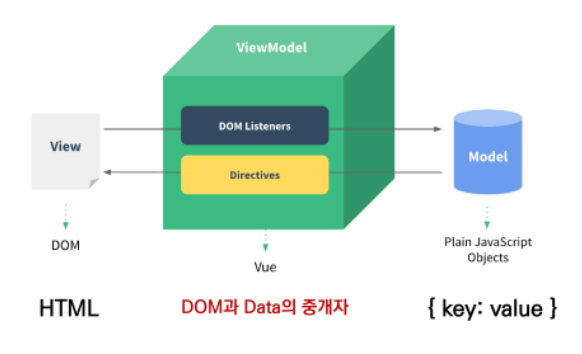 ViewModel
DOM Listeners
View
Model
Directives
DOM
Vue
Plain JavaScript
Objects
HTML
DOM과 Data의 중개자
{ key: value }